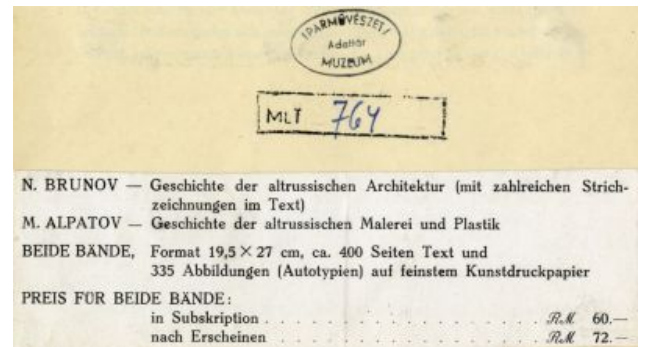 IPARMŰVÉSZETI
Adattár
MUZEUM
MLT 764
N. BRUNOV — Geschichte der altrussischen Architektur (mit zahlreichen Strich-
zeichnungen im Text)
M. ALPATOV — Geschichte der altrussischen Malerei und Plastik
BEIDE BÄNDE, Format 19,5 × 27 cm, ca. 400 Seiten Text und
335 Abbildungen (Autotypien) auf feinstem Kunstdruckpapier
PREIS FÜR BEIDE BÄNDE:
in Subskription . . . . . . . . . . . . . . . . RM 60.—
nach Erscheinen . . . . . . . . . . . . . . . . RM 72.—